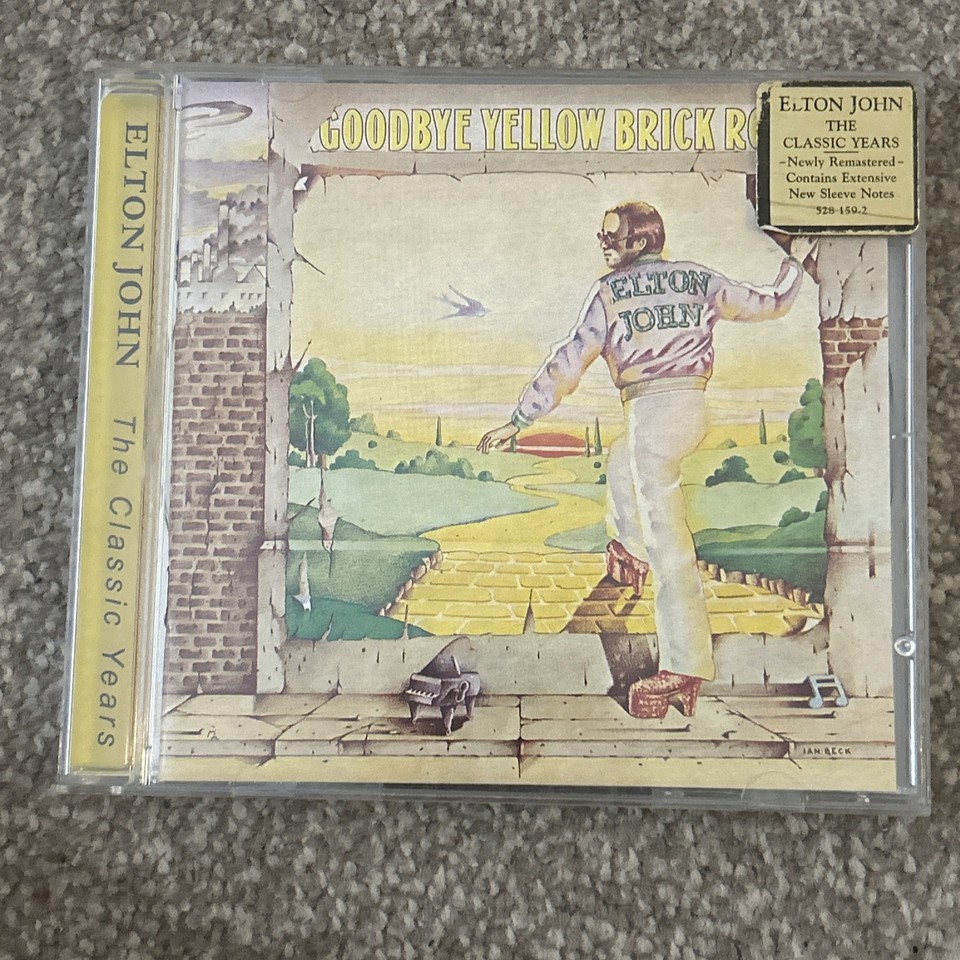 ELTON JOHN The Classic Years
GOODBYE YELLOW BRICK RO
ELTON JOHN
THE
CLASSIC YEARS
-Newly Remastered-
Contains Extensive
New Sleeve Notes
528 159-2
ELTON
JOHN
IAN BECK